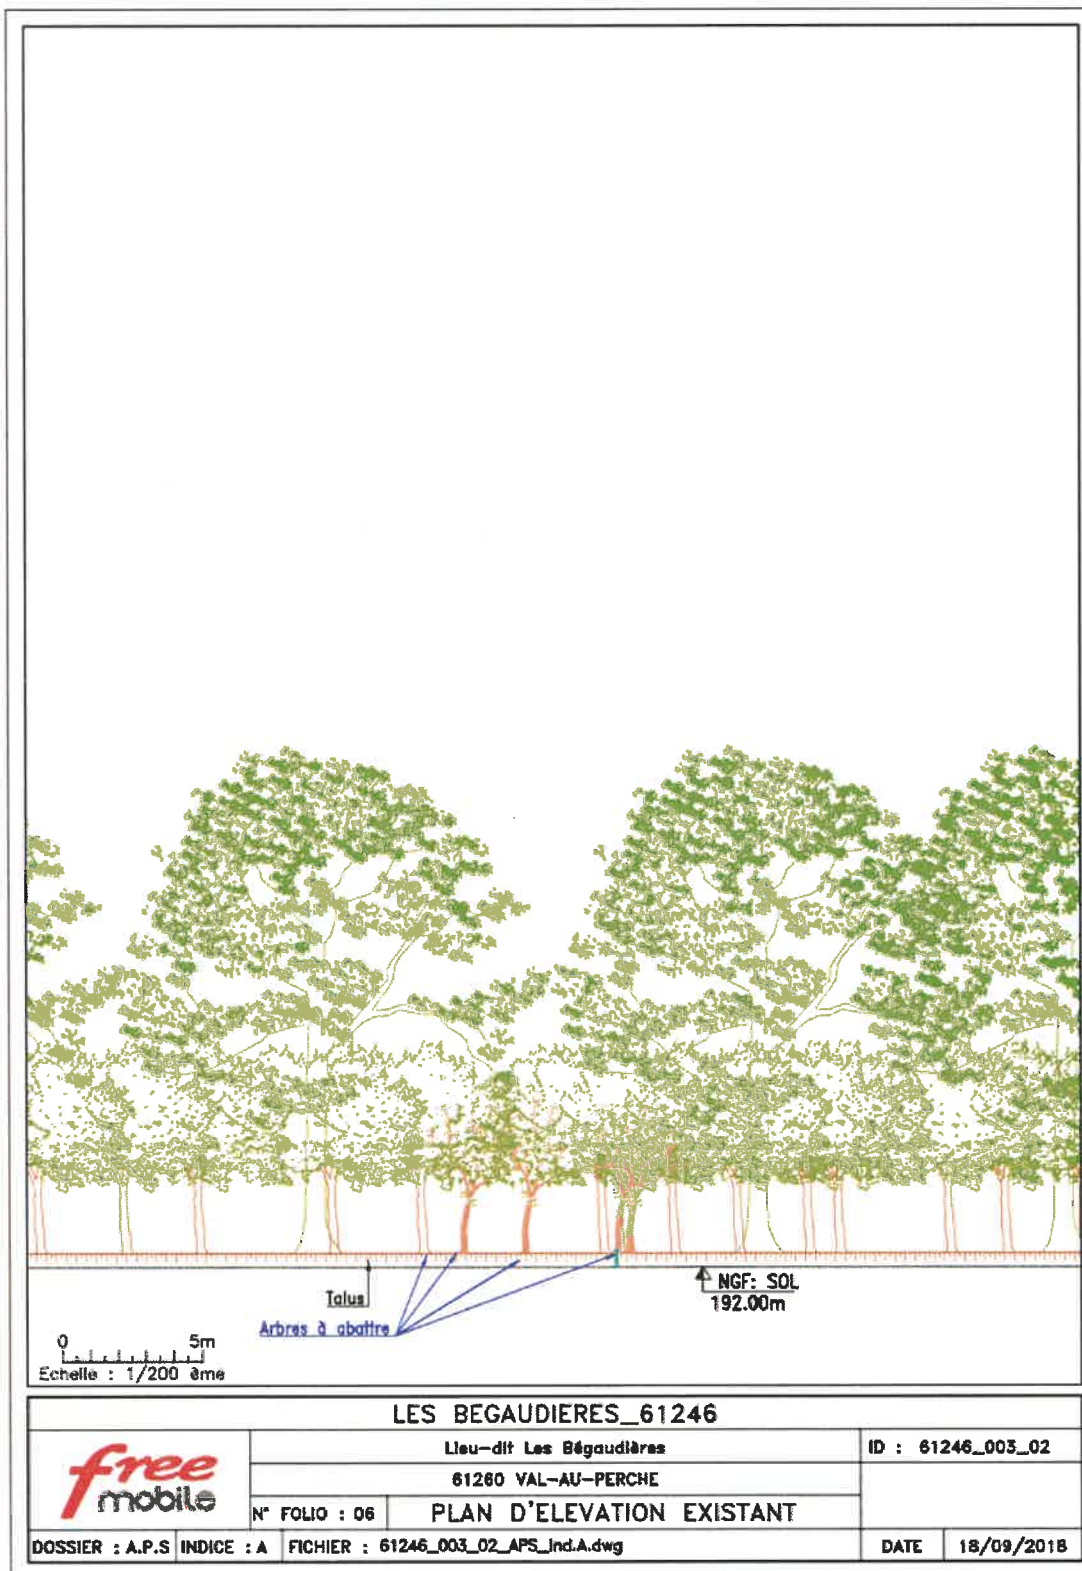 Talus
NGF: SOL
192.00m
Arbres à abattre
0 5m
Echelle : 1/200 ème
LES BEGAUDIERES_61246
free
mobile
Lieu-dit Les Bégaudières
ID : 61246_003_02
61260 VAL-AU-PERCHE
N° FOLIO : 06
PLAN D'ELEVATION EXISTANT
DOSSIER : A.P.S
INDICE : A
FICHIER : 61246_003_02_APS_Ind.A.dwg
DATE
18/09/2018